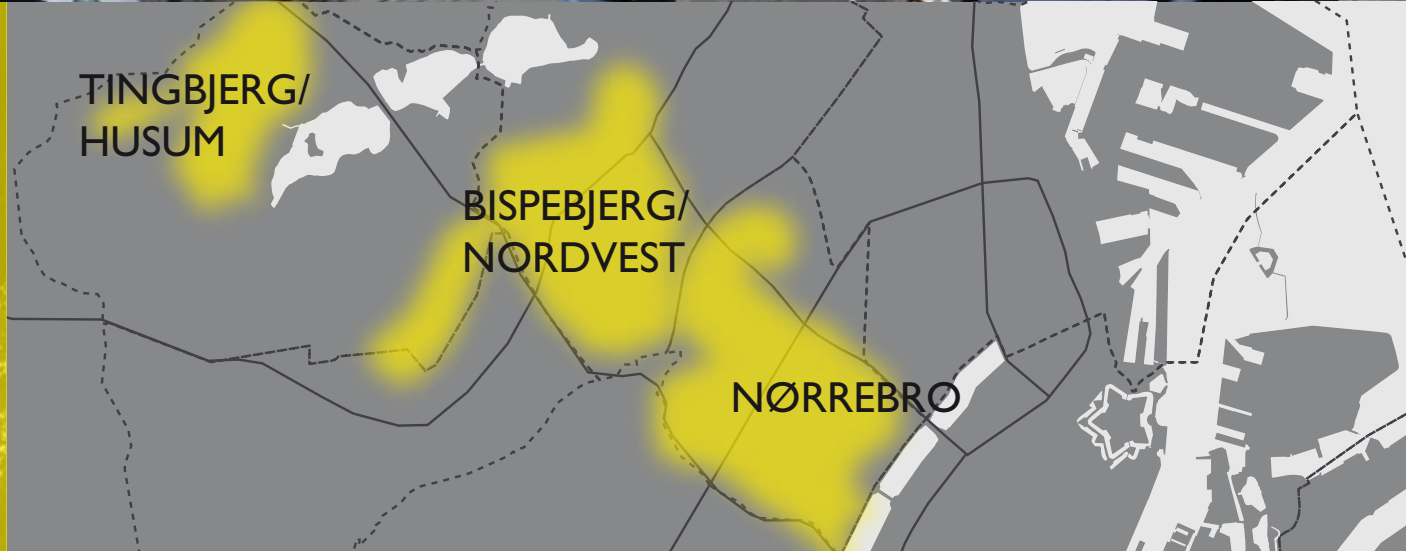 TINGBJERG/
HUSUM
BISPEBJERG/
NORDVEST
NØRREBRO